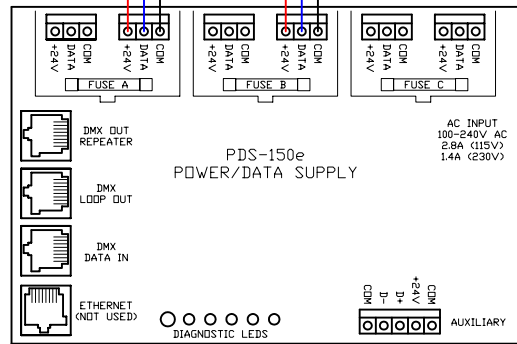 +24V DATA COM +24V DATA COM +24V DATA COM +24V DATA COM +24V DATA COM +24V DATA COM
FUSE A FUSE B FUSE C
DMX OUT
REPEATER
AC INPUT
100-240V AC
2.8A (115V)
1.4A (230V)
PDS-150e
POWER/DATA SUPPLY
DMX
LOOP OUT
DMX
DATA IN
ETHERNET
(NOT USED)
DIAGNOSTIC LEDS
COM D- D+ +24V COM
AUXILIARY